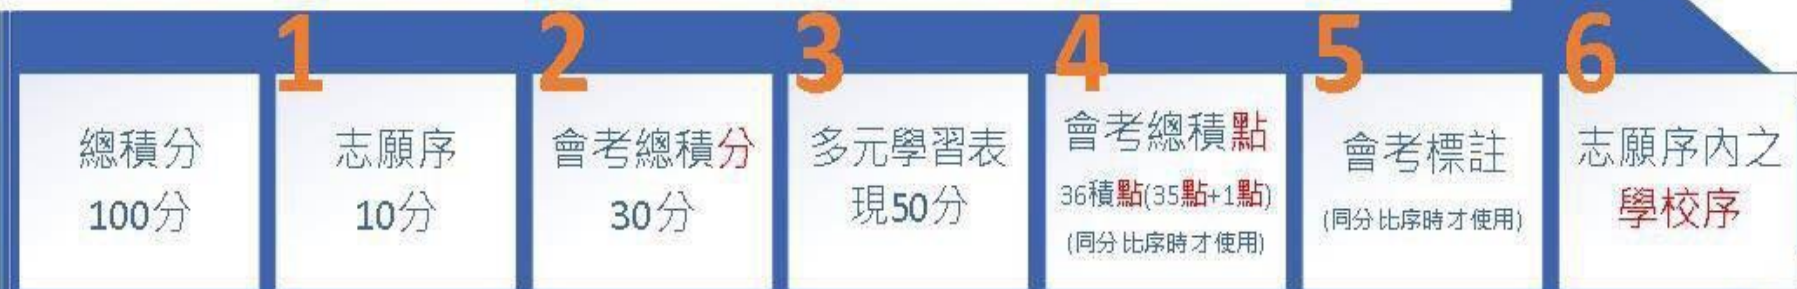 總積分
100分
1
志願序
10分
2
會考總積分
30分
3
多元學習表
現50分
4
會考總積點
36積點(35點+1點)
(同分比序時才使用)
5
會考標註
(同分比序時才使用)
6
志願序內之
學校序